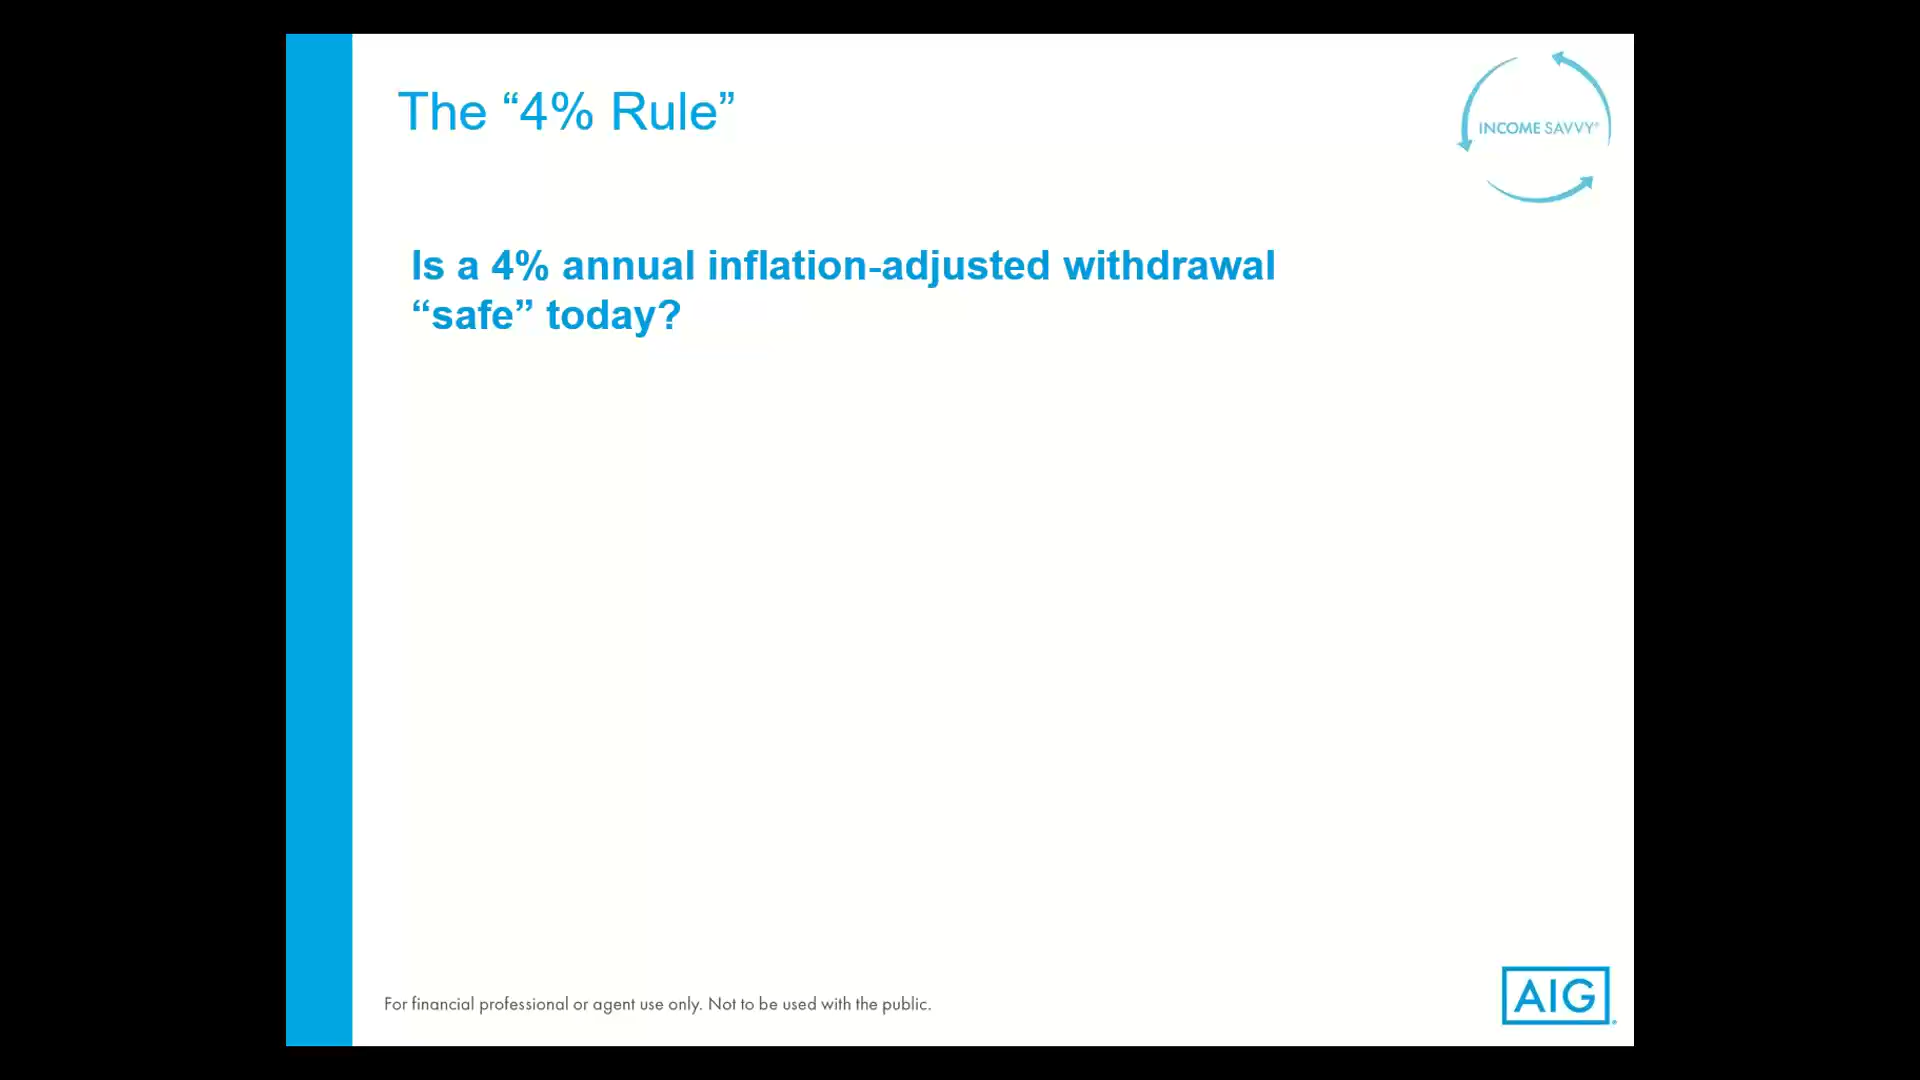 The “4% Rule”
INCOME SAVVY®
Is a 4% annual inflation-adjusted withdrawal
“safe” today?
For financial professional or agent use only. Not to be used with the public.
AIG